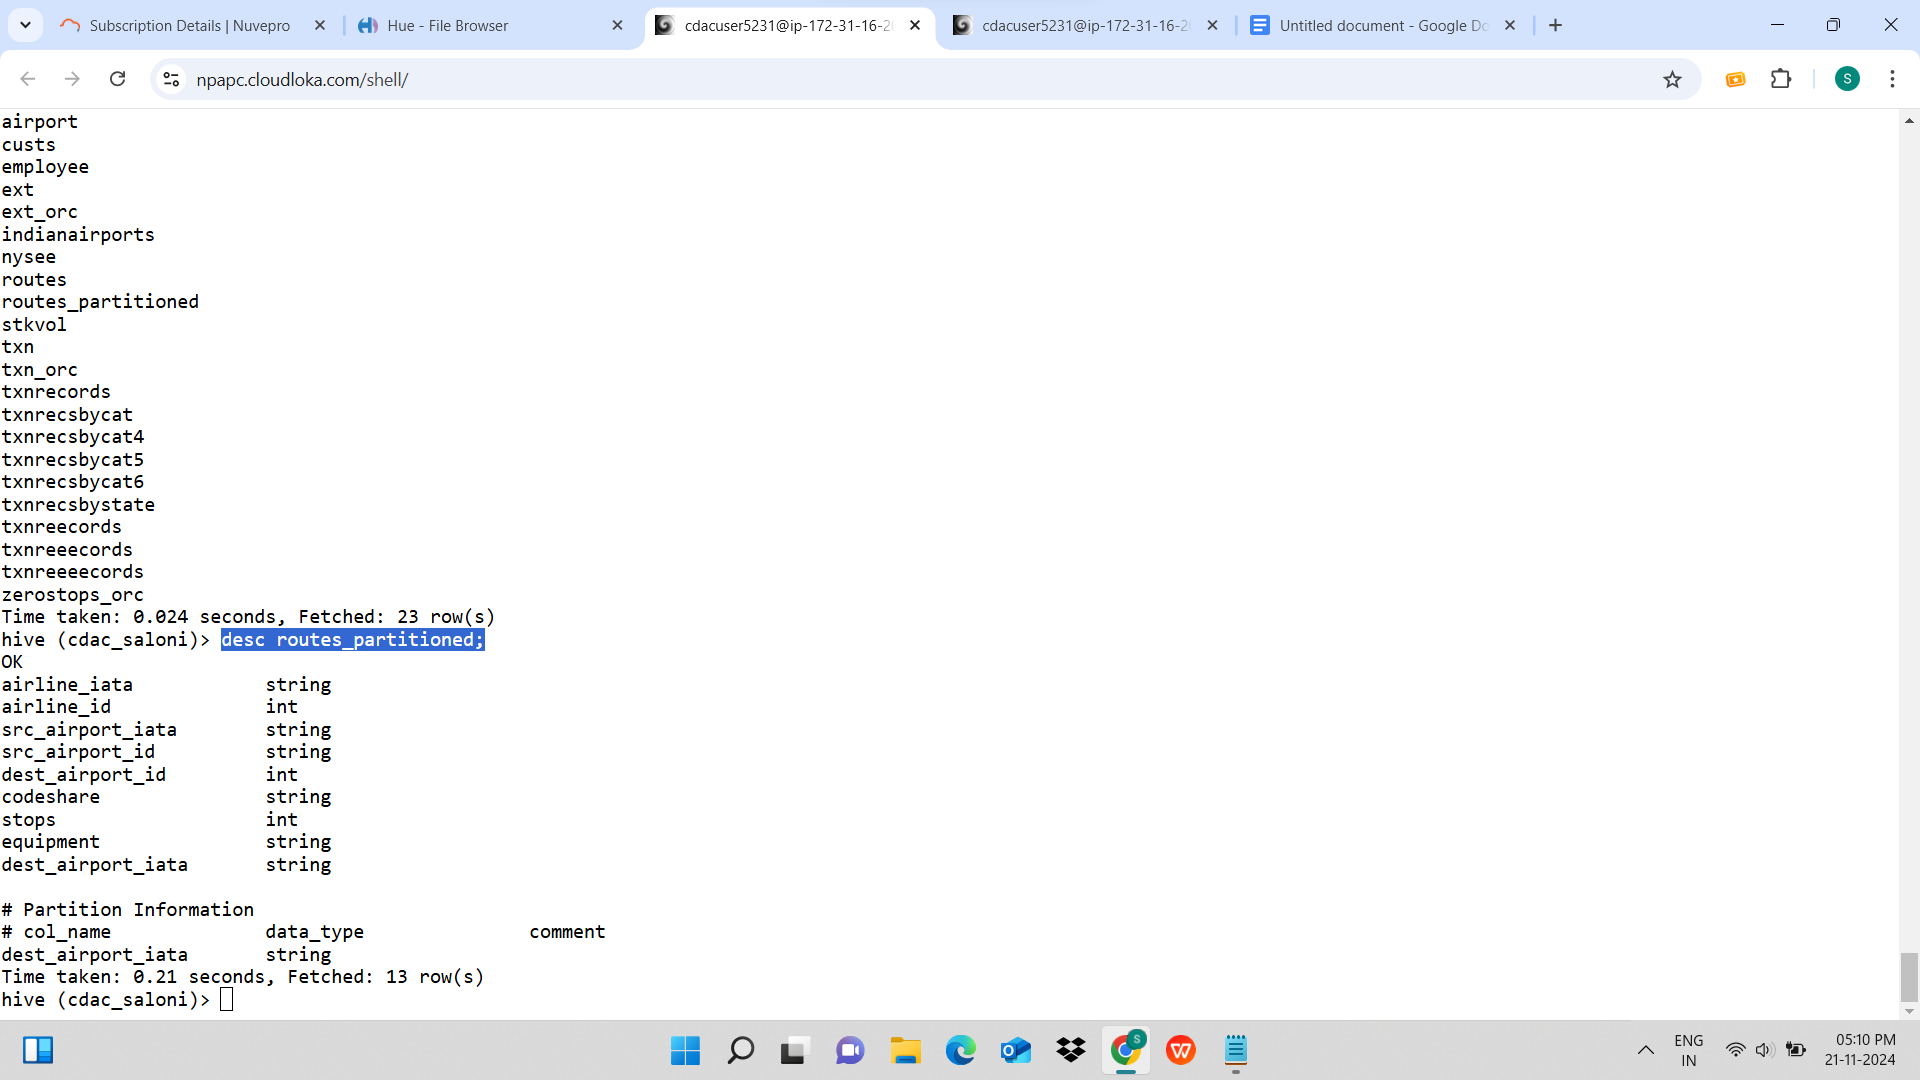 Subscription Details | Nuvepro
Hue - File Browser
cdacuser5231@ip-172-31-16-2
cdacuser5231@ip-172-31-16-2
Untitled document - Google Do
npapc.cloudloka.com/shell/
S
airport
custs
employee
ext
ext_orc
indianairports
nysee
routes
routes_partitioned
stkvol
txn
txn_orc
txnrecords
txnrecsbycat
txnrecsbycat4
txnrecsbycat5
txnrecsbycat6
txnrecsbystate
txnreecords
txnreeecords
txnreeeecords
zerostops_orc
Time taken: 0.024 seconds, Fetched: 23 row(s)
hive (cdac_saloni)> desc routes_partitioned;
OK
airline_iata string
airline_id int
src_airport_iata string
src_airport_id string
dest_airport_id int
codeshare string
stops int
equipment string
dest_airport_iata string
# Partition Information
# col_name data_type comment
dest_airport_iata string
Time taken: 0.21 seconds, Fetched: 13 row(s)
hive (cdac_saloni)>
S
ENG
IN
05:10 PM
21-11-2024